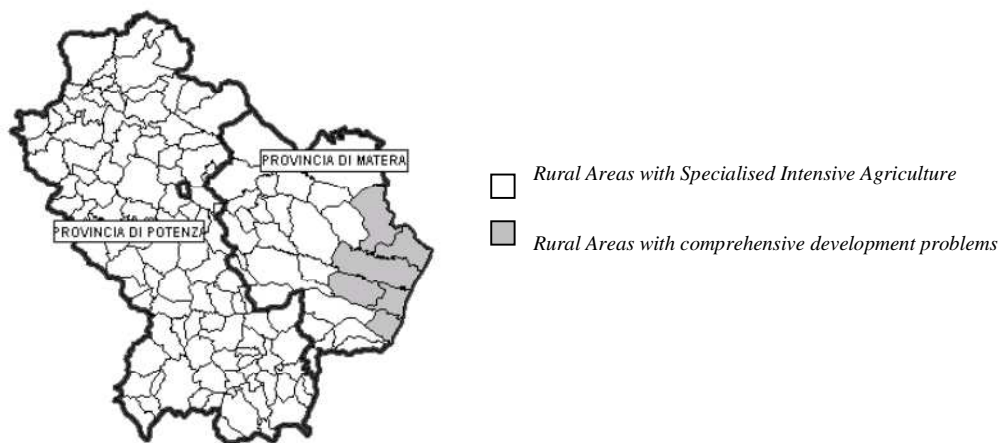 PROVINCIA DI MATERA
Rural Areas with Specialised Intensive Agriculture
PROVINCIA DI POTENZA
Rural Areas with comprehensive development problems